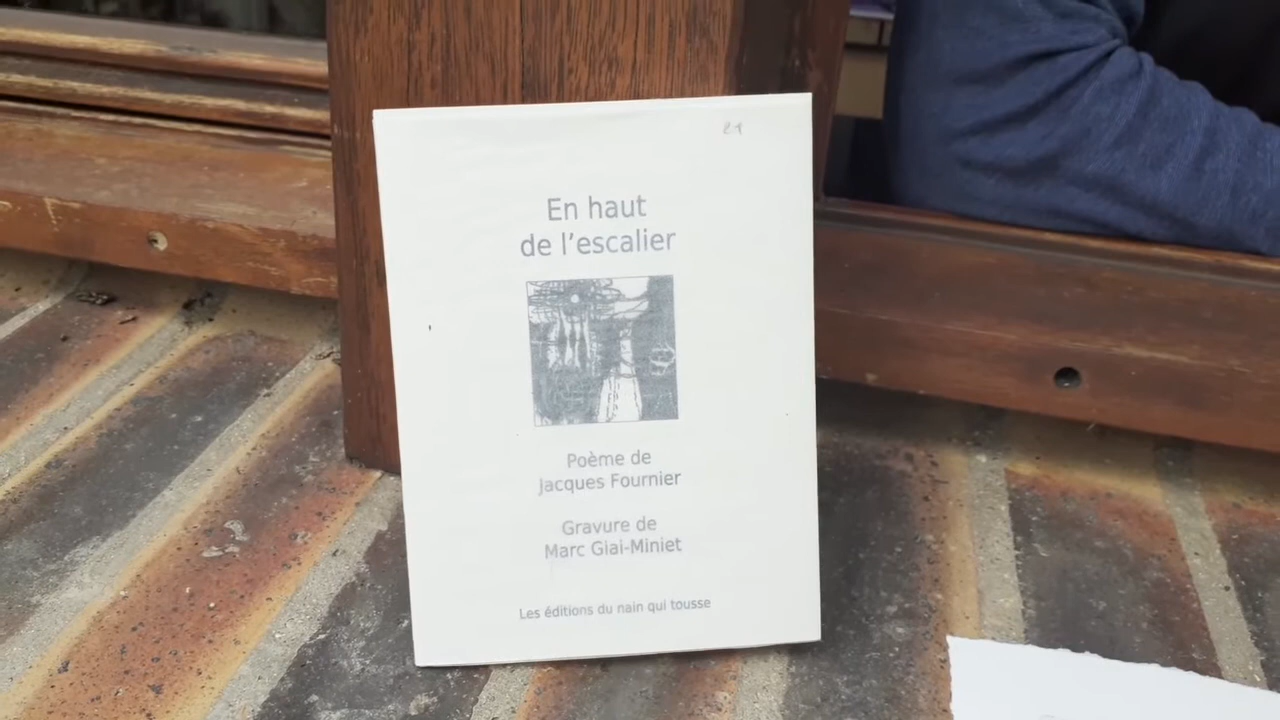 En haut
de l'escalier
Poème de
Jacques Fournier
Gravure de
Marc Giai-Miniet
Les éditions du nain qui tousse